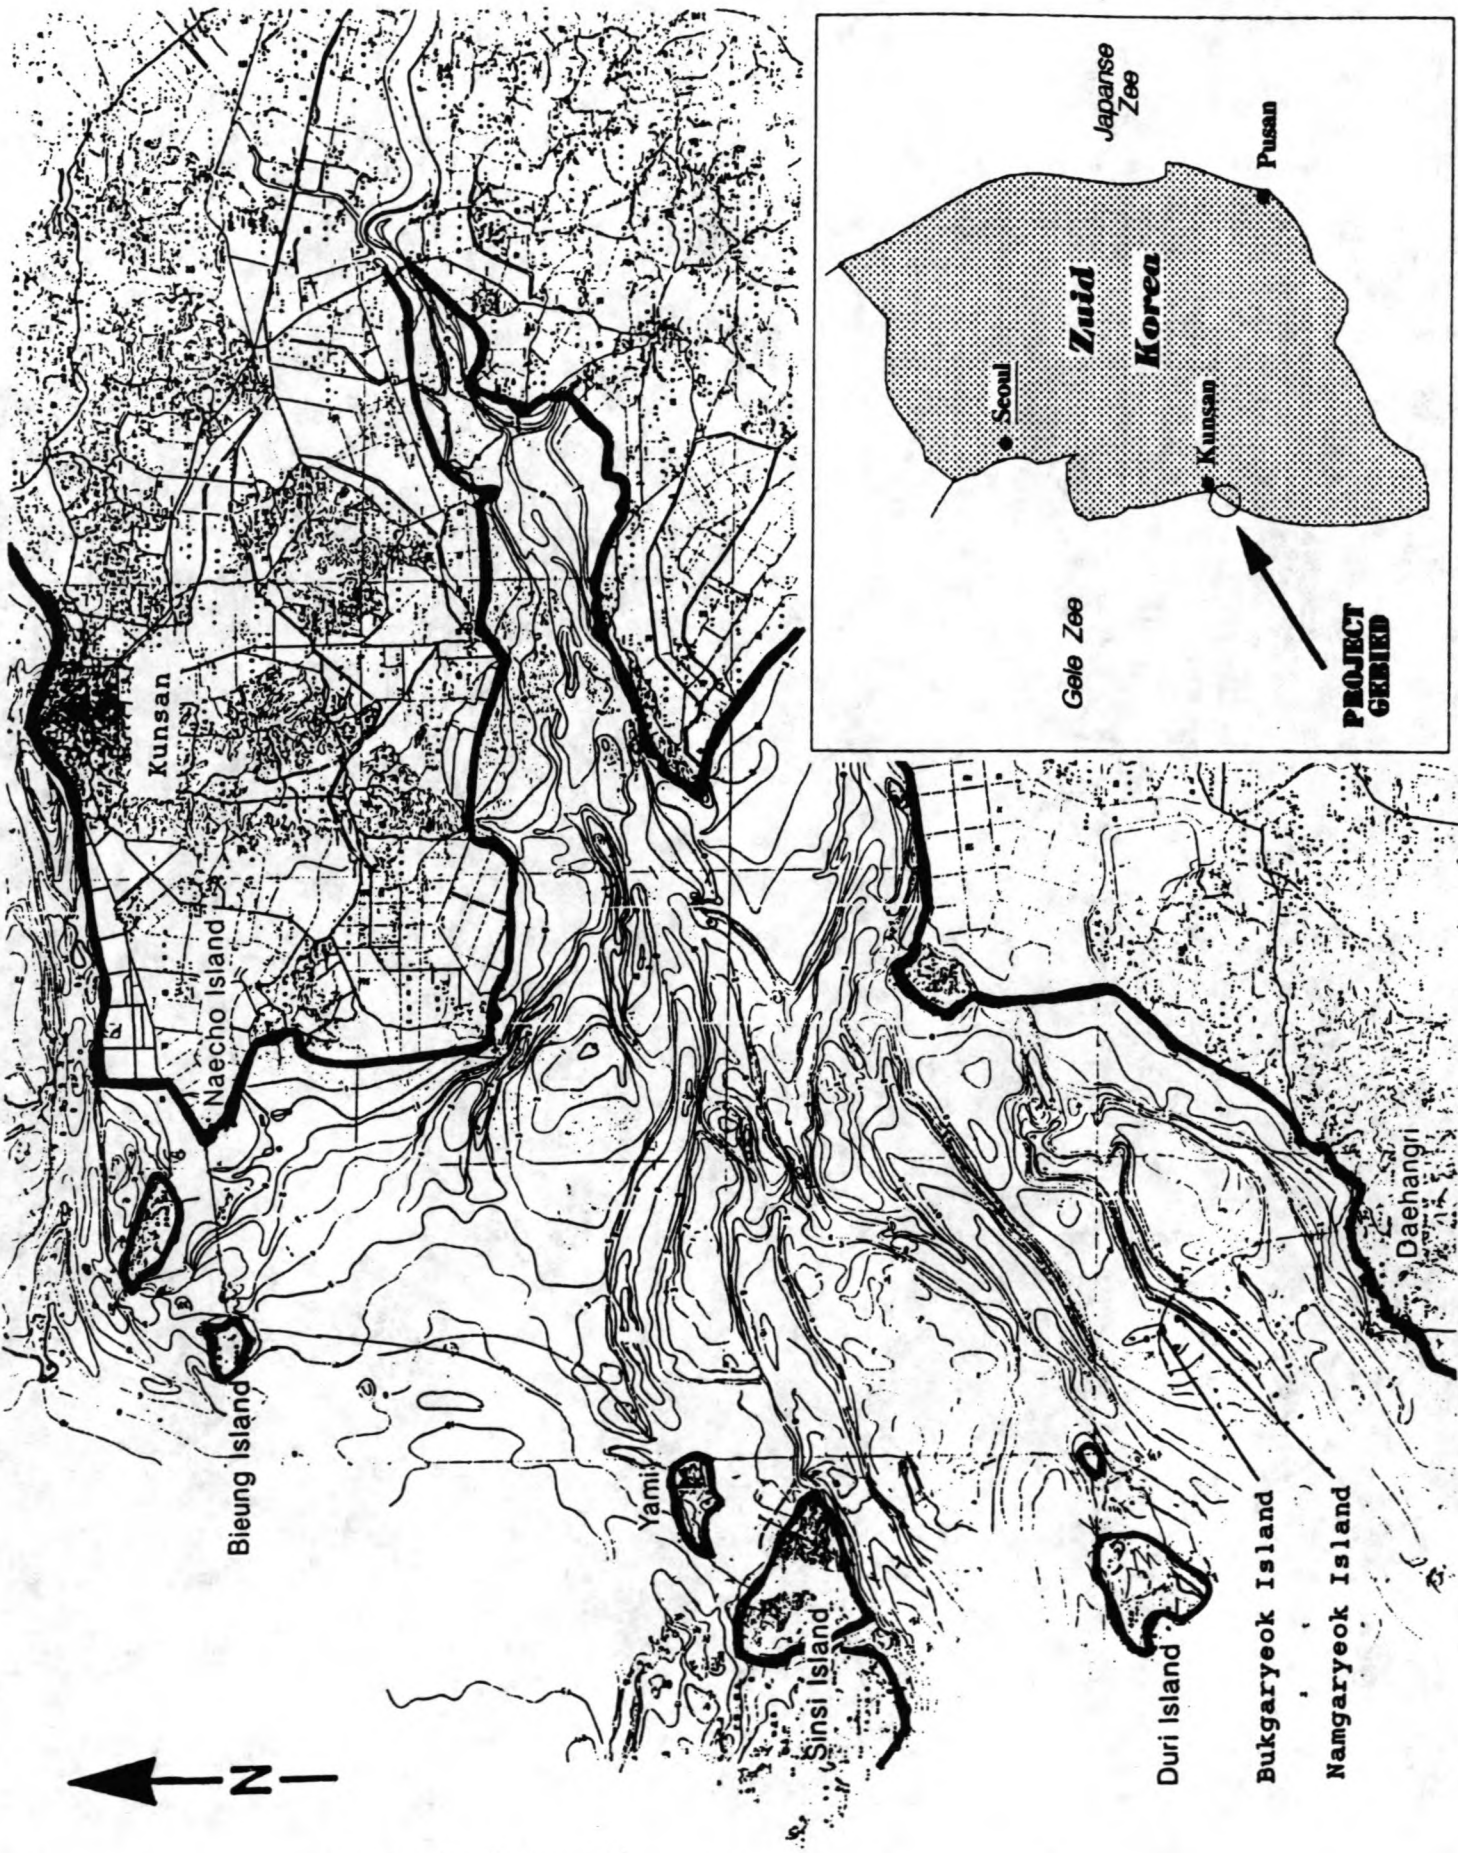 Japanse
Zee
Pusan
Zuid
Korea
Seoul
Kunsan
Gele Zee
PROJECT
GEBIED
Kunsan
Naecho Island
Bieung Island
Yami
Sinsi Island
Daehangri
Duri Island
Bukgaryeok Island
Namgaryeok Island
N